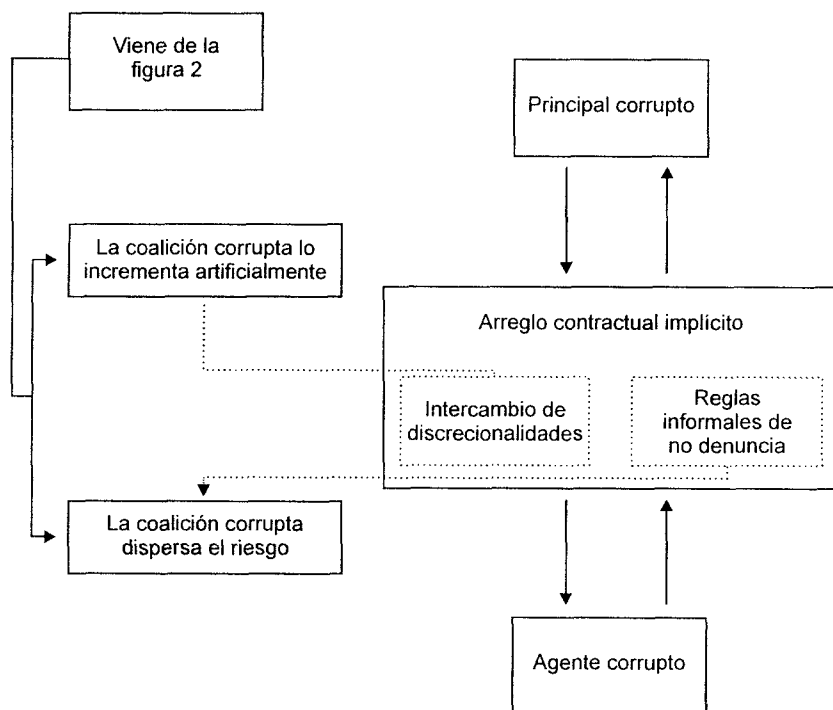 Viene de la
figura 2
Principal corrupto
La coalición corrupta lo
incrementa artificialmente
Arreglo contractual implícito
Intercambio de
discrecionalidades
Reglas
informales de
no denuncia
La coalición corrupta
dispersa el riesgo
Agente corrupto